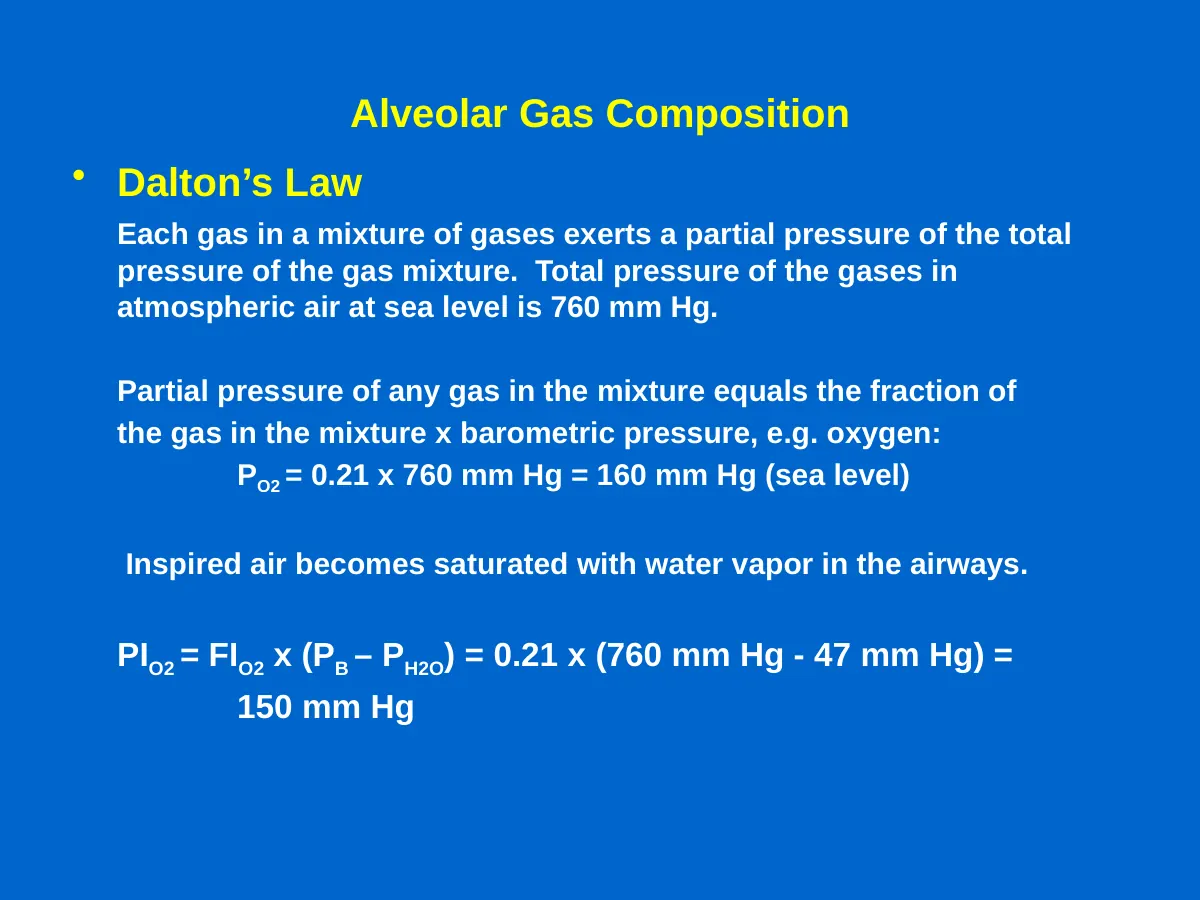 Alveolar Gas Composition
• Dalton’s Law
Each gas in a mixture of gases exerts a partial pressure of the total
pressure of the gas mixture.  Total pressure of the gases in
atmospheric air at sea level is 760 mm Hg.
Partial pressure of any gas in the mixture equals the fraction of
the gas in the mixture x barometric pressure, e.g. oxygen:
PO2 = 0.21 x 760 mm Hg = 160 mm Hg (sea level)
Inspired air becomes saturated with water vapor in the airways.
PIO2 = FIO2 x (PB – PH2O) = 0.21 x (760 mm Hg - 47 mm Hg) =
150 mm Hg